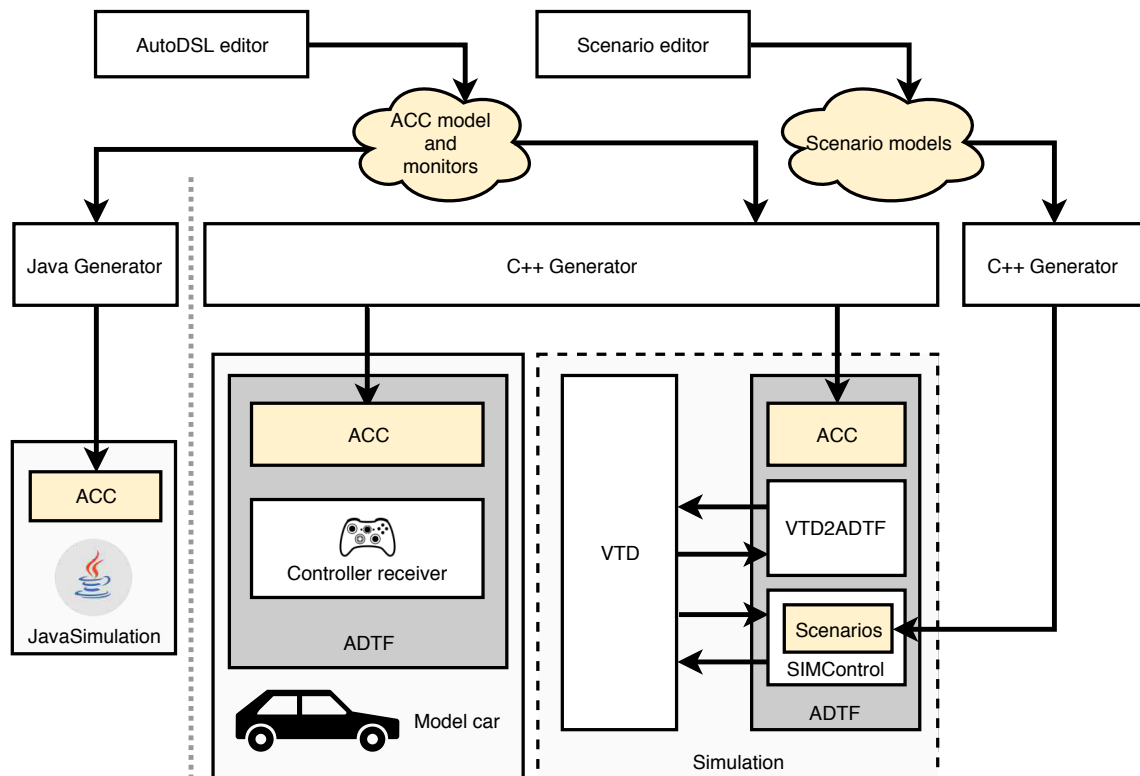 AutoDSL editor
Scenario editor
ACC model
and
monitors
Scenario models
Java Generator
C++ Generator
C++ Generator
ACC
ACC
ACC
VTD2ADTF
VTD
Controller receiver
Scenarios
JavaSimulation
ADTF
SIMControl
ADTF
Model car
Simulation